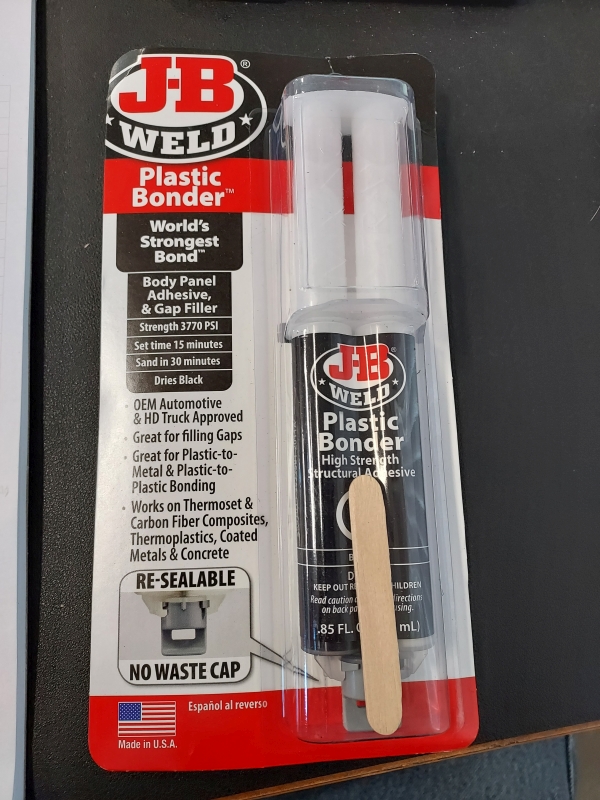 J-B®
WELD
Plastic
Bonder™
World's
Strongest
Bond™
Body Panel
Adhesive,
& Gap Filler
Strength 3770 PSI
Set time 15 minutes
Sand in 30 minutes
Dries Black
• OEM Automotive
& HD Truck Approved
• Great for filling Gaps
• Great for Plastic-to-
Metal & Plastic-to-
Plastic Bonding
• Works on Thermoset &
Carbon Fiber Composites,
Thermoplastics, Coated
Metals & Concrete
RE-SEALABLE
NO WASTE CAP
Español al reverso
Made in U.S.A.
J-B®
WELD
Plastic
Bonder
High Strength
Structural Adhesive
KEEP OUT
Read caution
directions
on back
using.
.85 FL.
mL)